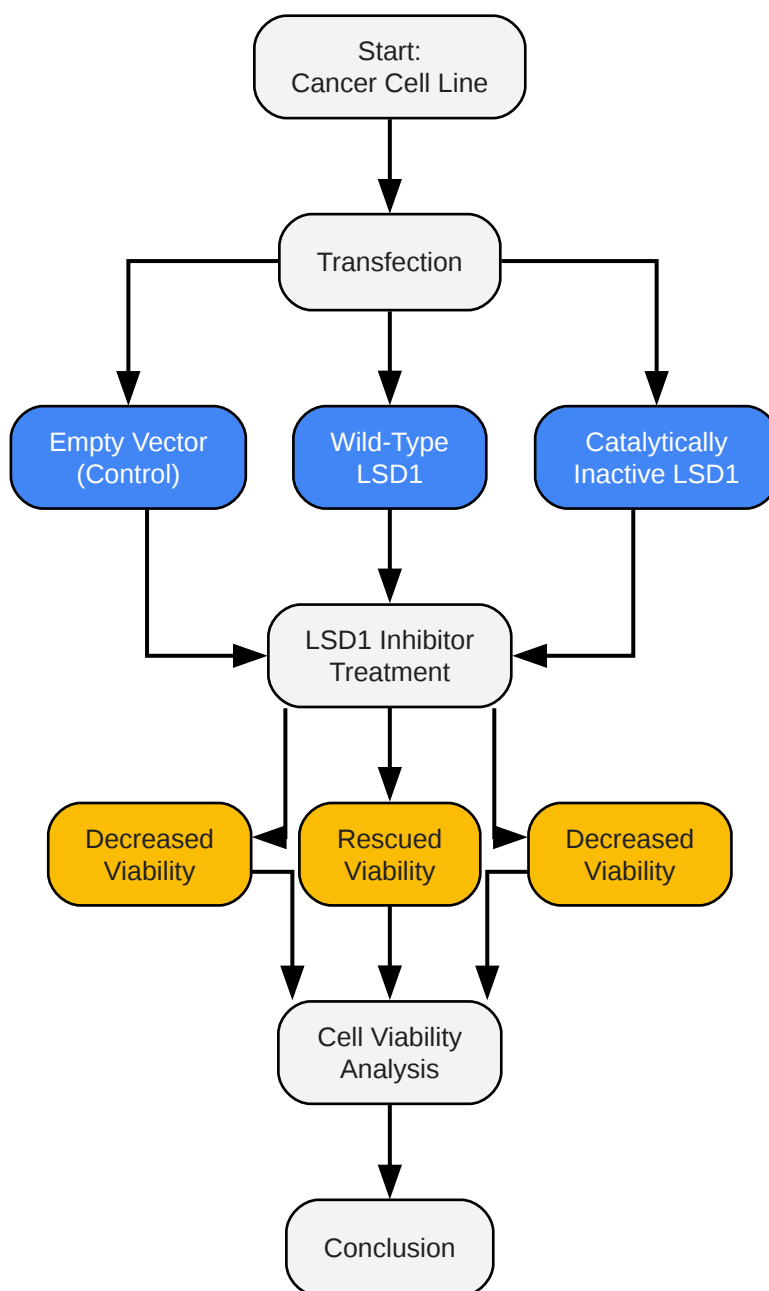 Start:
Cancer Cell Line
Transfection
Empty Vector
(Control)
Wild-Type
LSD1
Catalytically
Inactive LSD1
LSD1 Inhibitor
Treatment
Decreased
Viability
Rescued
Viability
Decreased
Viability
Cell Viability
Analysis
Conclusion